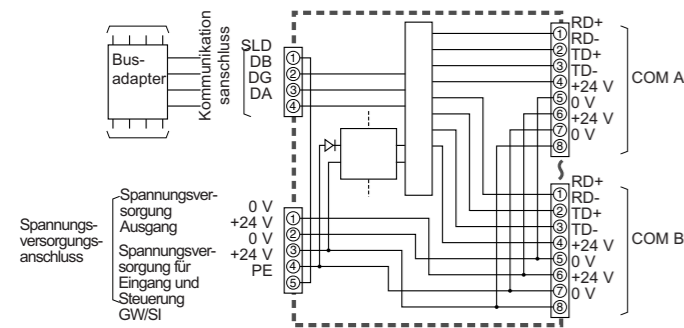 Bus-
adapter
Kommunikation
sanschluss
SLD
DB
DG
DA
①
②
③
④
RD+
RD-
TD+
TD-
+24 V
0 V
+24 V
0 V
①
②
③
④
⑤
⑥
⑦
⑧
COM A
Spannungs-
versorgungs-
anschluss
Spannungsver-
sorgung
Ausgang
Spannungsver-
sorgung für
Eingang und
Steuerung
GW/SI
0 V
+24 V
0 V
+24 V
PE
①
②
③
④
⑤
RD+
RD-
TD+
TD-
+24 V
0 V
+24 V
0 V
①
②
③
④
⑤
⑥
⑦
⑧
COM B